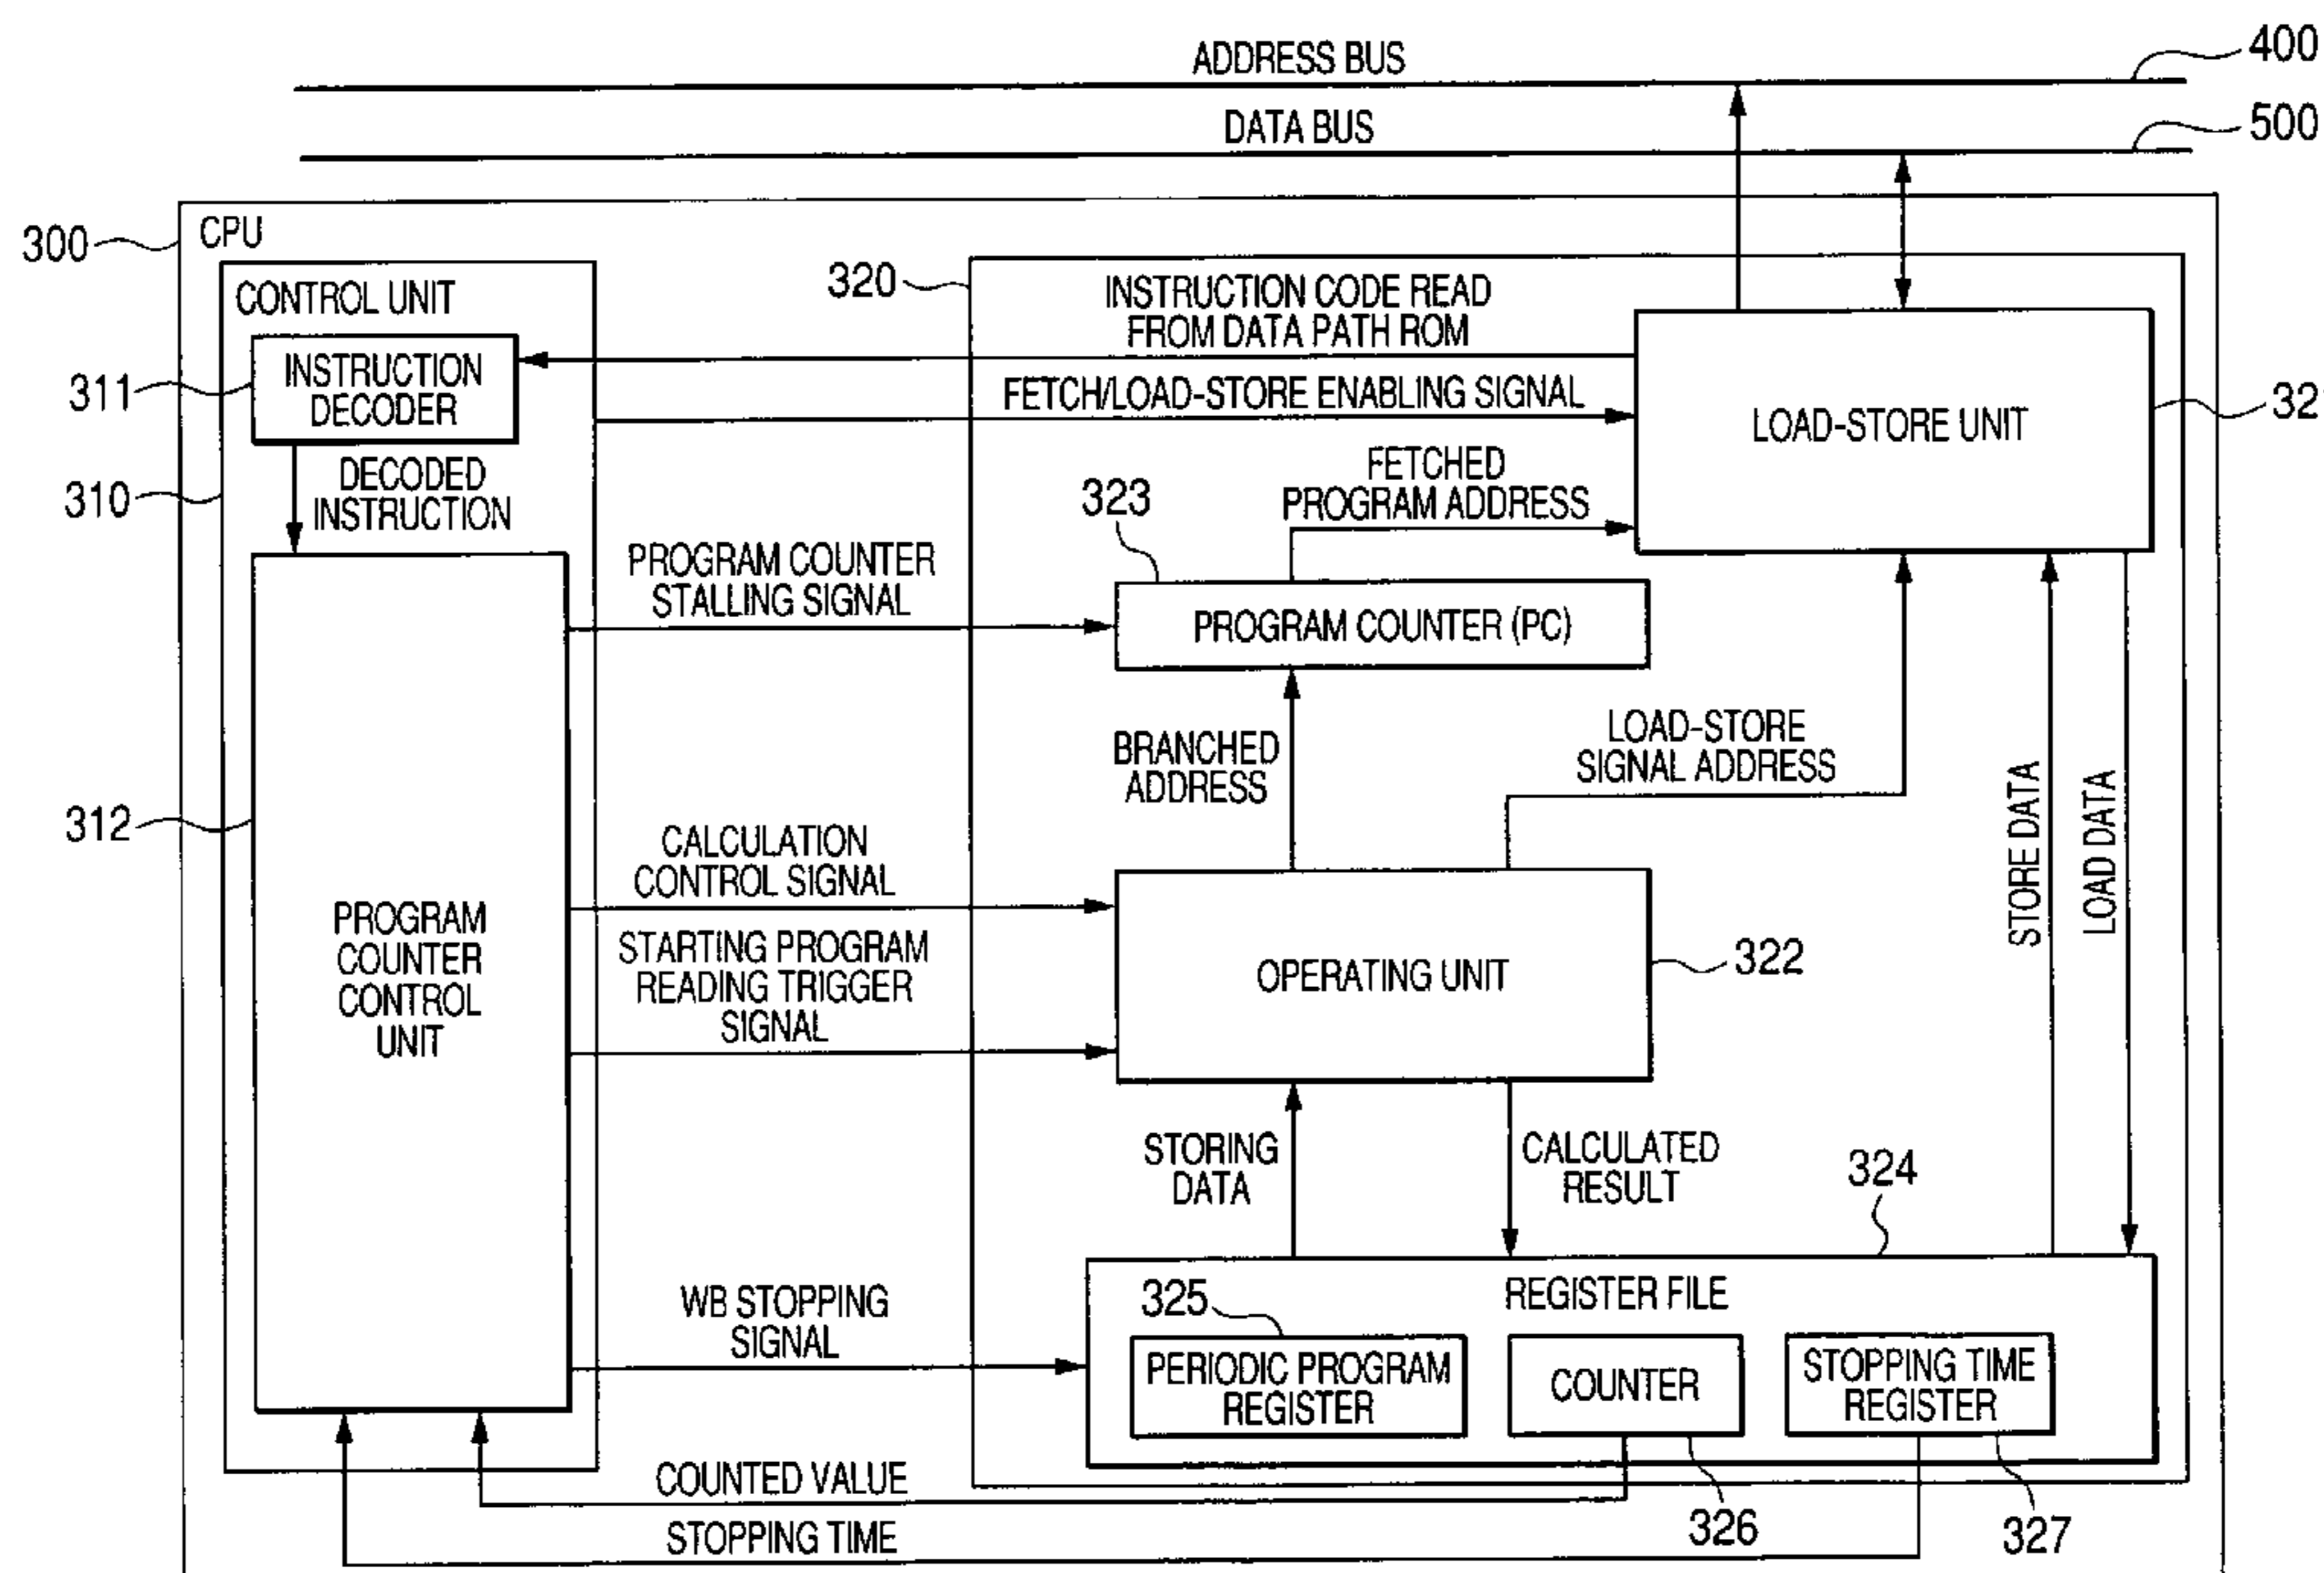 ADDRESS BUS
400
DATA BUS
500
300
CPU
CONTROL UNIT
320
INSTRUCTION CODE READ
FROM DATA PATH ROM
311
INSTRUCTION
DECODER
FETCH/LOAD-STORE ENABLING SIGNAL
LOAD-STORE UNIT
32
310
DECODED
INSTRUCTION
323
FETCHED
PROGRAM ADDRESS
PROGRAM COUNTER
STALLING SIGNAL
PROGRAM COUNTER (PC)
BRANCHED
ADDRESS
LOAD-STORE
SIGNAL ADDRESS
STORE DATA
LOAD DATA
312
PROGRAM
COUNTER
CONTROL
UNIT
CALCULATION
CONTROL SIGNAL
STARTING PROGRAM
READING TRIGGER
SIGNAL
OPERATING UNIT
322
STORING
DATA
CALCULATED
RESULT
324
WB STOPPING
SIGNAL
REGISTER FILE
325
PERIODIC PROGRAM
REGISTER
COUNTER
STOPPING TIME
REGISTER
COUNTED VALUE
326
327
STOPPING TIME